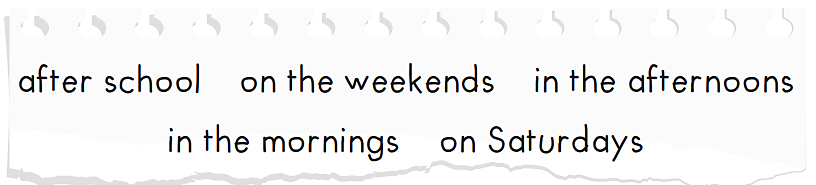 after school on the weekends in the afternoons
in the mornings on Saturdays